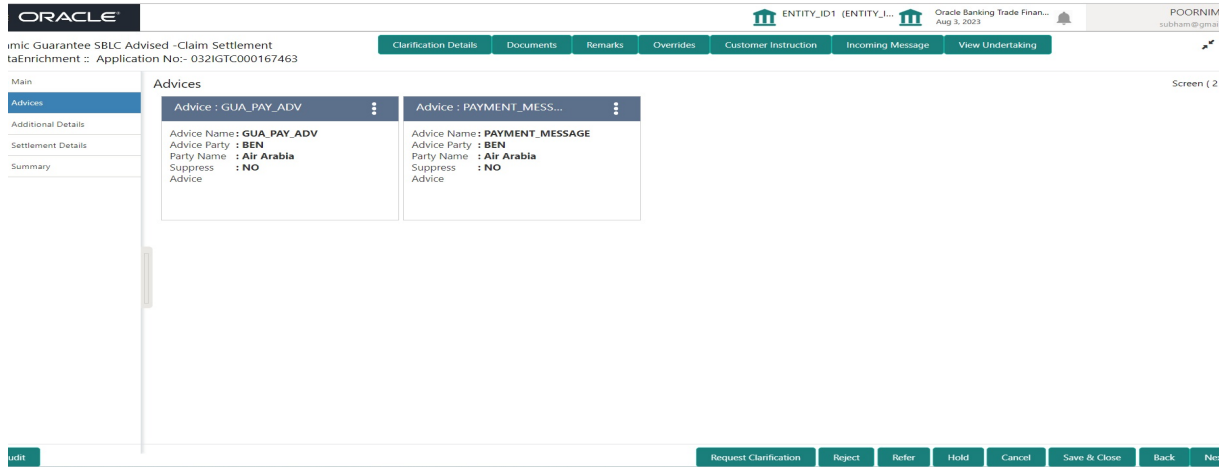 ORACLE
ENTITY_ID1 (ENTITY_I...
Oracle Banking Trade Finan...
Aug 3, 2023
POORNIM
subham@gmai
mic Guarantee SBLC Advised -Claim Settlement
taEnrichment :: Application No:- 032IGTC000167463
Clarification Details
Documents
Remarks
Overrides
Customer Instruction
Incoming Message
View Undertaking
Main
Advices
Additional Details
Settlement Details
Summary
Advices
Screen ( 2
Advice : GUA_PAY_ADV
Advice Name : GUA_PAY_ADV
Advice Party : BEN
Party Name : Air Arabia
Suppress : NO
Advice
Advice : PAYMENT_MESS...
Advice Name : PAYMENT_MESSAGE
Advice Party : BEN
Party Name : Air Arabia
Suppress : NO
Advice
udit
Request Clarification
Reject
Refer
Hold
Cancel
Save & Close
Back
Ne